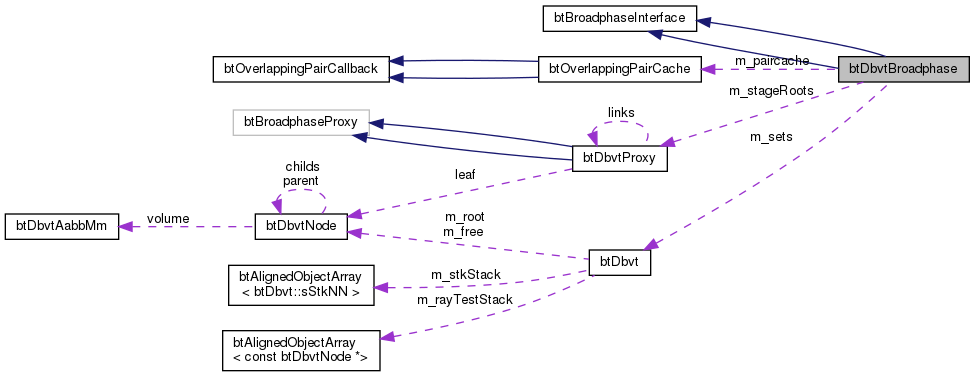 btBroadphaseInterface
btOverlappingPairCallback
btOverlappingPairCache
m_paircache
btDbvtBroadphase
m_stageRoots
btBroadphaseProxy
links
btDbvtProxy
m_sets
childs
parent
leaf
btDbvtAabbMm
volume
btDbvtNode
m_root
m_free
btDbvt
btAlignedObjectArray
< btDbvt::sStkNN >
m_stkStack
m_rayTestStack
btAlignedObjectArray
< const btDbvtNode *>